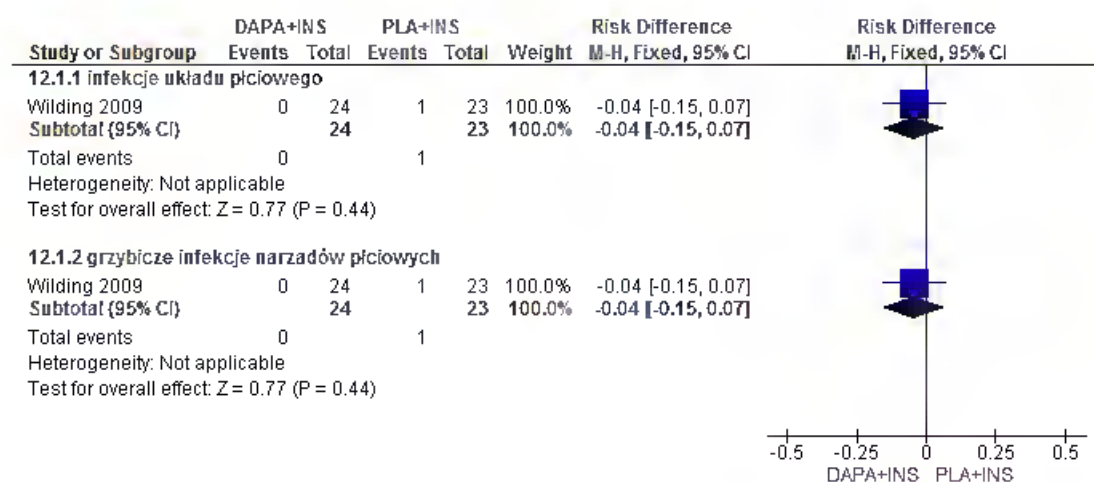 DAPA+INS PLA+INS Risk Difference Risk Difference
Study or Subgroup Events Total Events Total Weight M-H, Fixed, 95% CI M-H, Fixed, 95% CI
12.1.1 infekcje układu płciowego
Wilding 2009 0 24 1 23 100.0% -0.04 [-0.15, 0.07]
Subtotal (95% CI) 24 23 100.0% -0.04 [-0.15, 0.07]
Total events 0 1
Heterogeneity: Not applicable
Test for overall effect: Z = 0.77 (P = 0.44)
12.1.2 grzybicze infekcje narzadów płciowych
Wilding 2009 0 24 1 23 100.0% -0.04 [-0.15, 0.07]
Subtotal (95% CI) 24 23 100.0% -0.04 [-0.15, 0.07]
Total events 0 1
Heterogeneity: Not applicable
Test for overall effect: Z = 0.77 (P = 0.44)
-0.5 -0.25 0 0.25 0.5
DAPA+INS PLA+INS